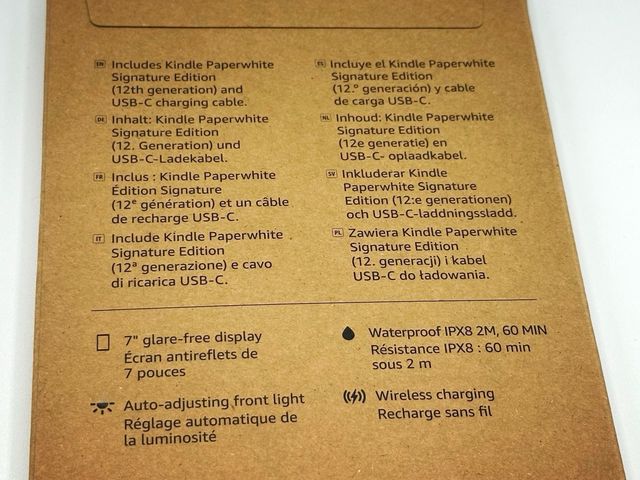 EN Includes Kindle Paperwhite
Signature Edition
(12th generation) and
USB-C charging cable.
DE Inhalt: Kindle Paperwhite
Signature Edition
(12. Generation) und
USB-C-Ladekabel.
FR Inclus : Kindle Paperwhite
Édition Signature
(12ᵉ génération) et un câble
de recharge USB-C.
IT Include Kindle Paperwhite
Signature Edition
(12ª generazione) e cavo
di ricarica USB-C.
ES Incluye el Kindle Paperwhite
Signature Edition
(12.º generación) y cable
de carga USB-C.
NL Inhoud: Kindle Paperwhite
Signature Edition
(12e generatie) en
USB-C- oplaadkabel.
SV Inkluderar Kindle
Paperwhite Signature
Edition (12:e generationen)
och USB-C-laddningssladd.
PL Zawiera Kindle Paperwhite
Signature Edition
(12. generacji) i kabel
USB-C do ładowania.
7" glare-free display
Écran antireflets de
7 pouces
Auto-adjusting front light
Réglage automatique de
la luminosité
Waterproof IPX8 2M, 60 MIN
Résistance IPX8 : 60 min
sous 2 m
Wireless charging
Recharge sans fil